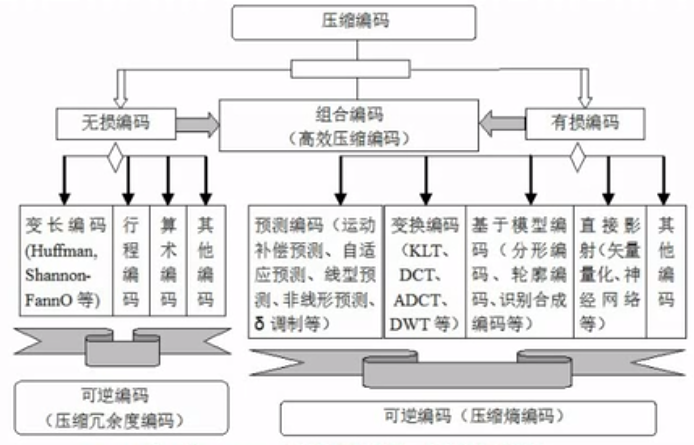 压缩编码
无损编码
组合编码
（高效压缩编码）
有损编码
变长编码
(Huffman,
Shannon-
FannO 等)
行
程
编
码
算
术
编
码
其
他
编
码
预测编码（运动
补偿预测、自适
应预测、线型预
测、非线形预测、
δ 调制等）
变换编码
（KLT、
DCT、
ADCT、
DWT 等）
基于模型编
码（分形编
码、轮廓编
码、识别合成
编码等）
直接影
射（矢量
量化、神
经网络
等）
其
他
编
码
可逆编码
（压缩冗余度编码）
可逆编码（压缩熵编码）